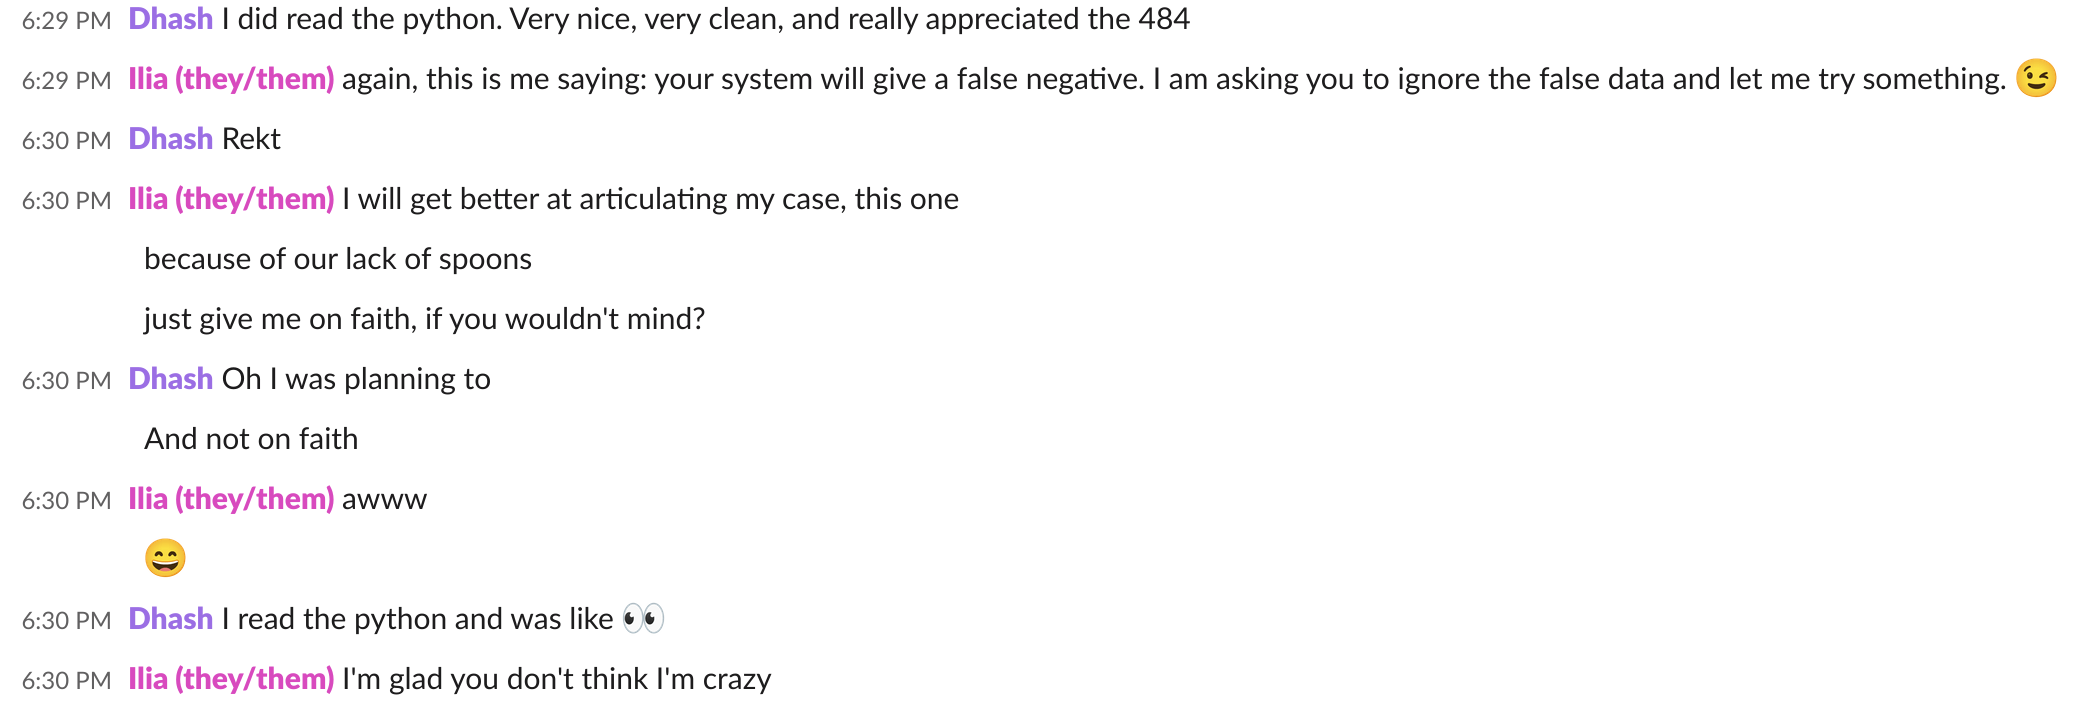 6:29 PM Dhash I did read the python. Very nice, very clean, and really appreciated the 484
6:29 PM Ilia (they/them) again, this is me saying: your system will give a false negative. I am asking you to ignore the false data and let me try something. 😉
6:30 PM Dhash Rekt
6:30 PM Ilia (they/them) I will get better at articulating my case, this one
because of our lack of spoons
just give me on faith, if you wouldn't mind?
6:30 PM Dhash Oh I was planning to
And not on faith
6:30 PM Ilia (they/them) awww
😄
6:30 PM Dhash I read the python and was like 👀
6:30 PM Ilia (they/them) I'm glad you don't think I'm crazy